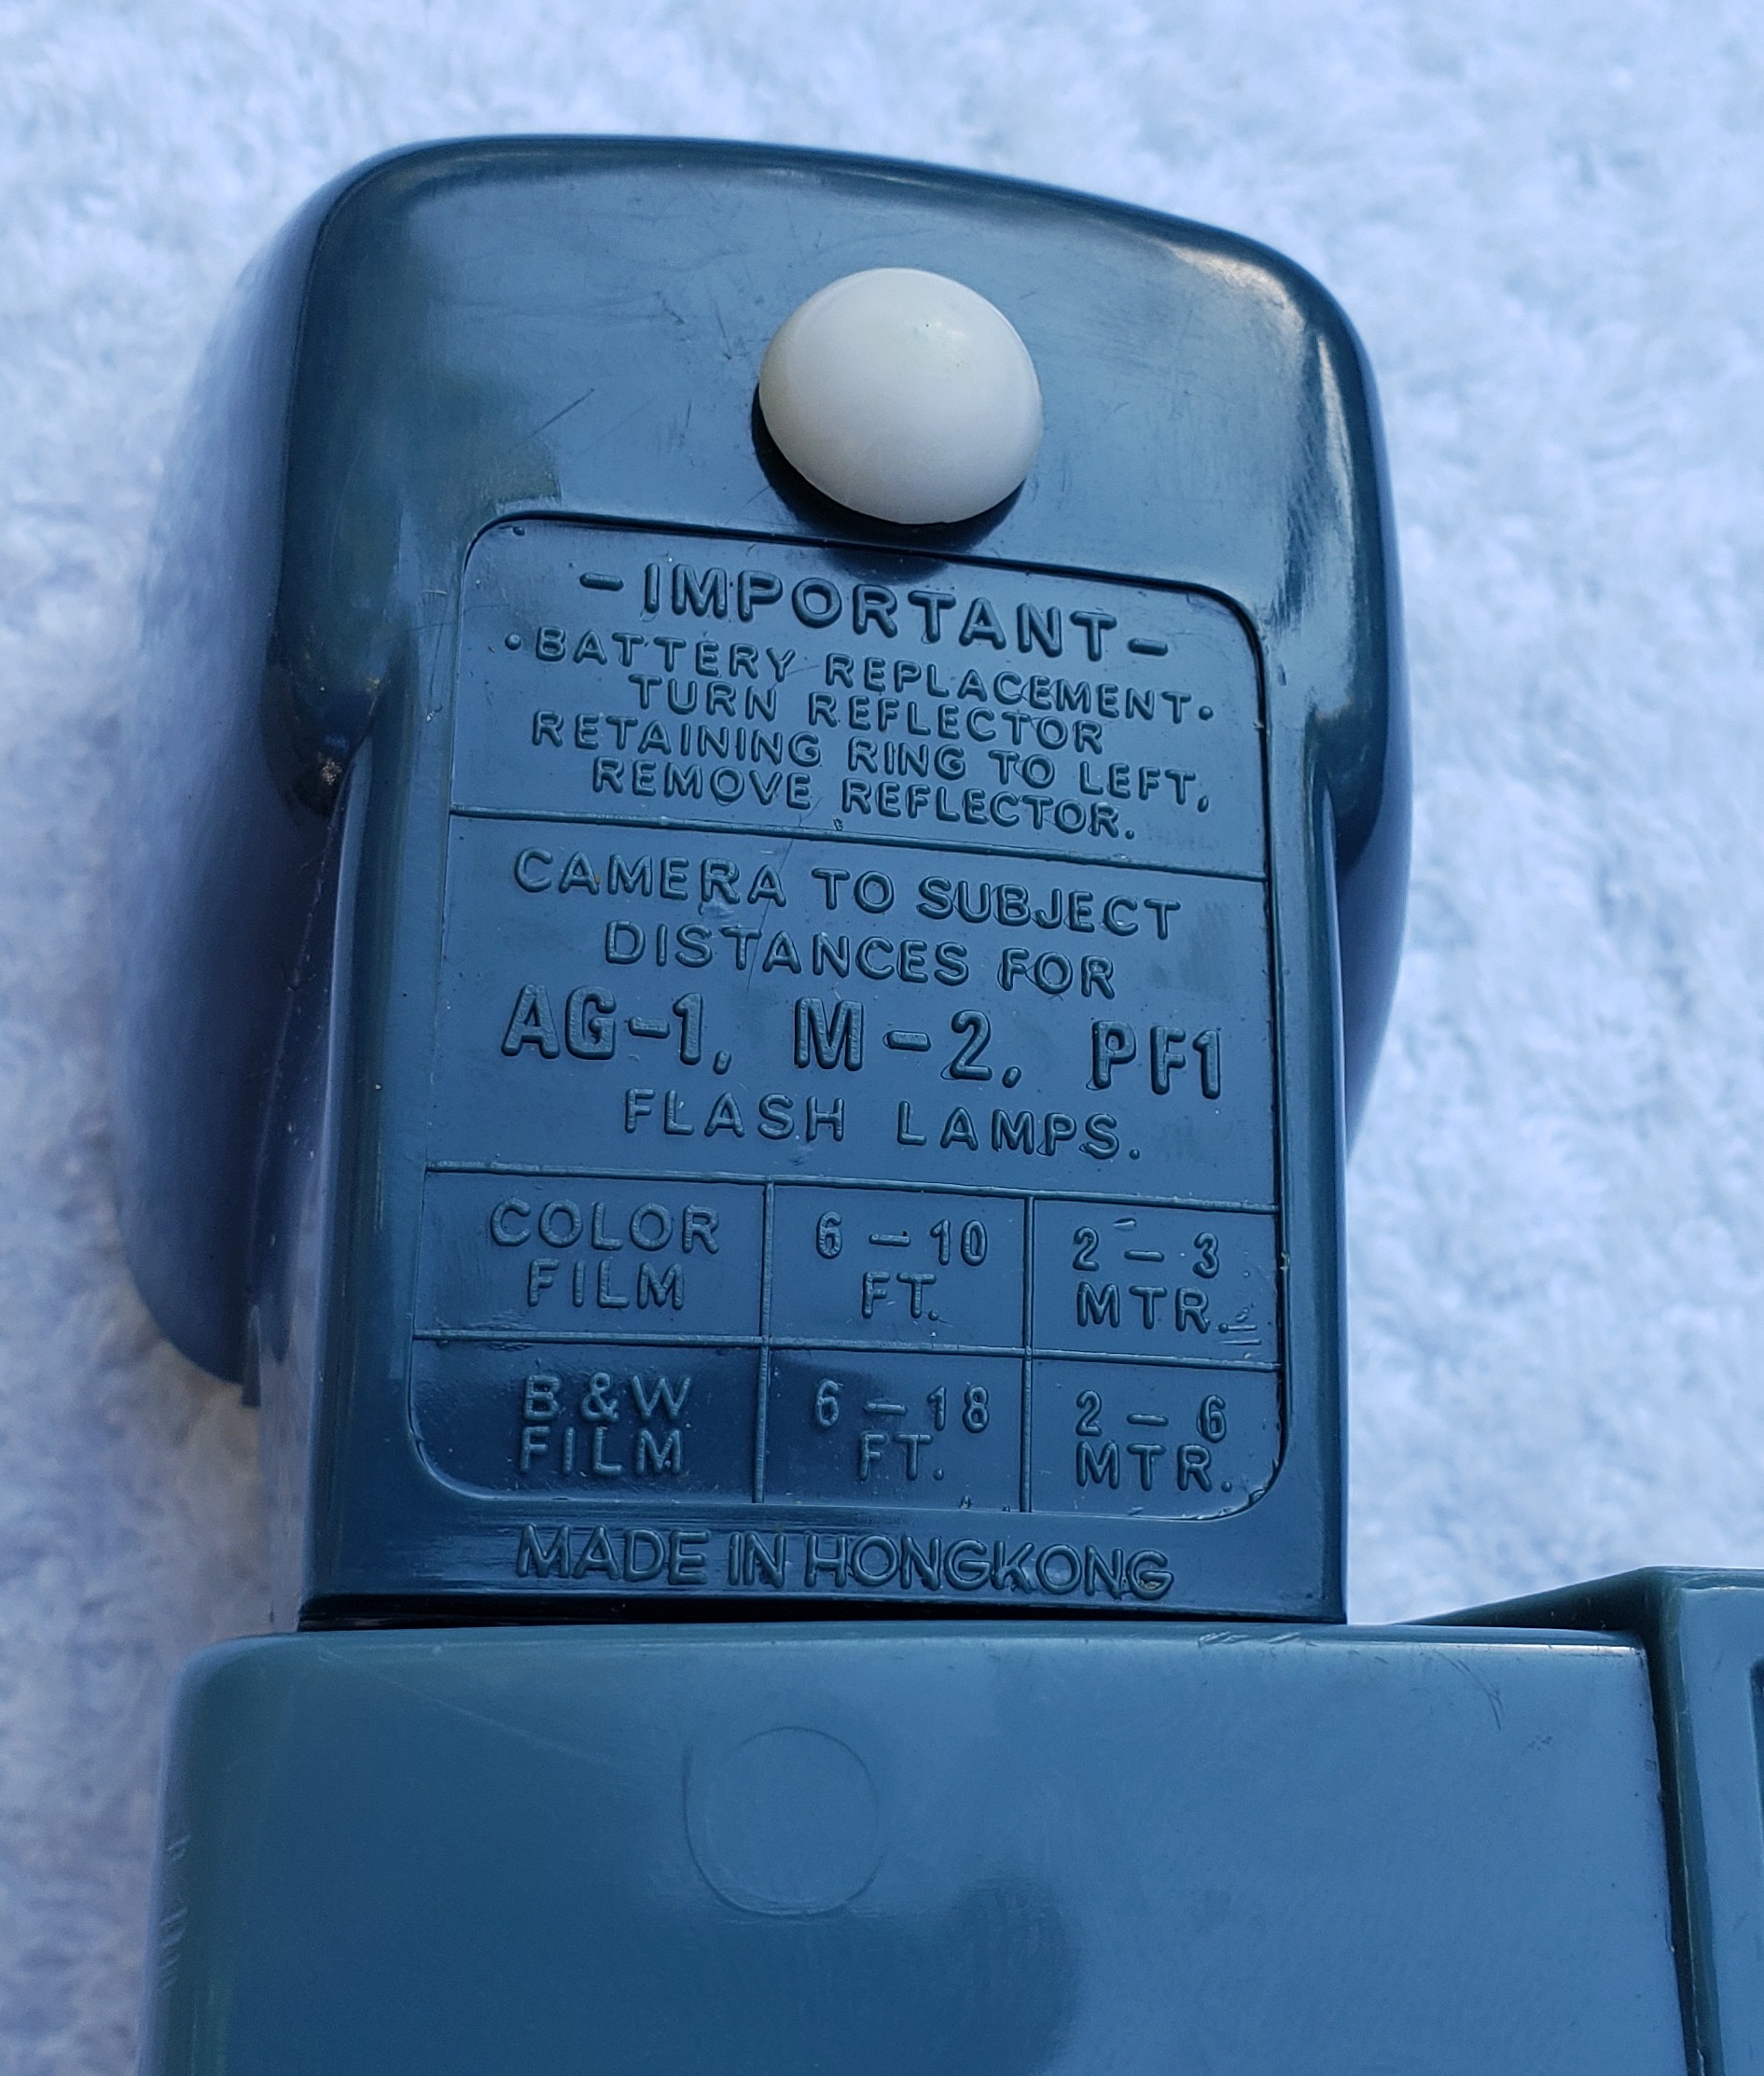 -IMPORTANT-
•BATTERY REPLACEMENT•
TURN REFLECTOR
RETAINING RING TO LEFT,
REMOVE REFLECTOR.
CAMERA TO SUBJECT
DISTANCES FOR
AG-1, M-2, PF1
FLASH LAMPS.
COLOR FILM 6-10 FT. 2-3 MTR.
B&W FILM 6-18 FT. 2-6 MTR.
MADE IN HONGKONG